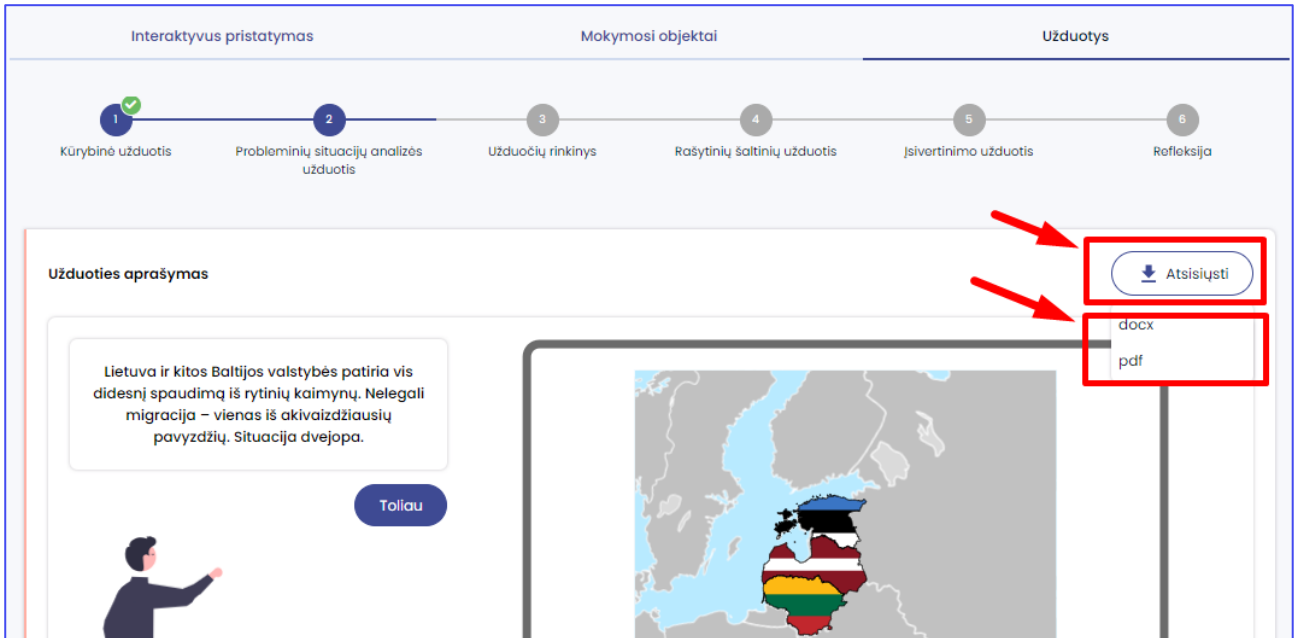 Interaktyvus pristatymas
Mokymosi objektai
Užduotys
1
2
3
4
5
6
Kūrybinė užduotis
Probleminių situacijų analizės
užduotis
Užduočių rinkinys
Rašytinių šaltinių užduotis
Įsivertinimo užduotis
Refleksija
Užduoties aprašymas
Atsisiųsti
docx
pdf
Lietuva ir kitos Baltijos valstybės patiria vis
didesnį spaudimą iš rytinių kaimynų. Nelegali
migracija – vienas iš akivaizdžiausių
pavyzdžių. Situacija dvejopa.
Toliau